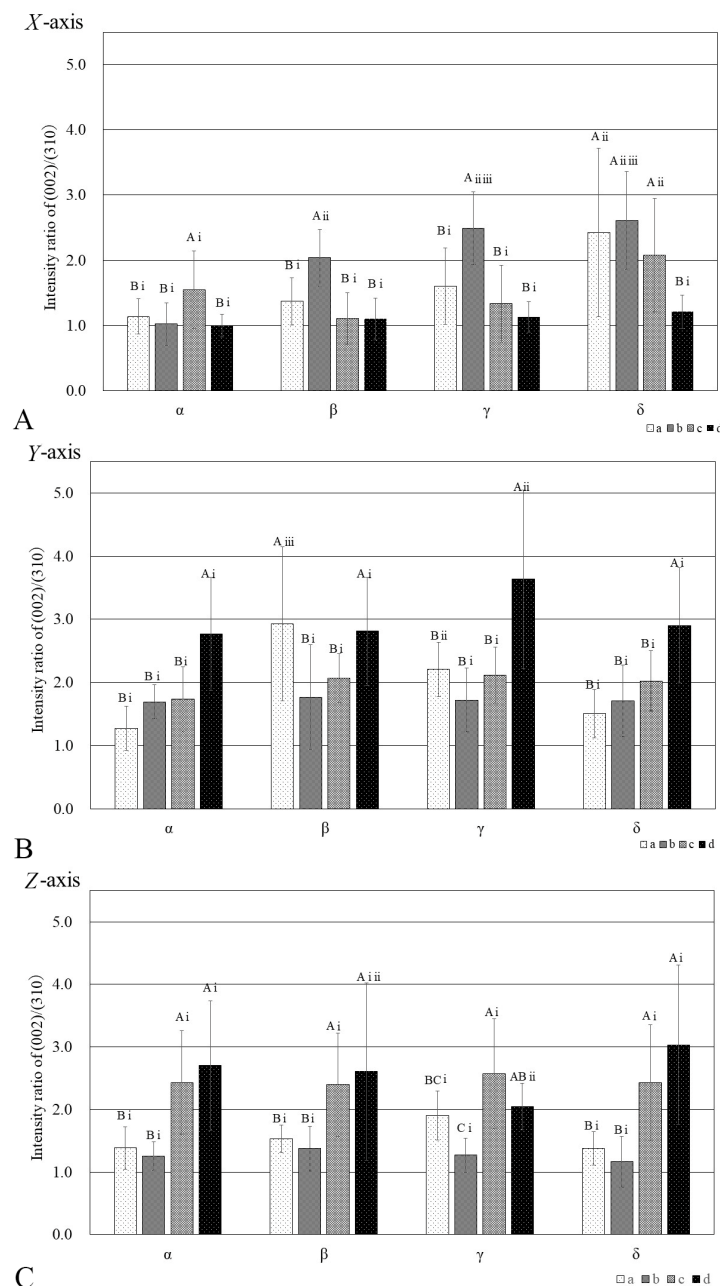 X-axis
Intensity ratio of (002)/(310)
5.0
4.0
3.0
2.0
1.0
0.0
B i
B i
A i
B i
B i
A ii
B i
B i
B i
A ii iii
B i
B i
A ii
A ii iii
A ii
B i
α
β
γ
δ
A
a
b
c
d
Y-axis
Intensity ratio of (002)/(310)
5.0
4.0
3.0
2.0
1.0
0.0
B i
B i
B i
A i
A iii
B i
B i
A i
B ii
B i
B i
A ii
B i
B i
B i
A i
α
β
γ
δ
B
a
b
c
d
Z-axis
Intensity ratio of (002)/(310)
5.0
4.0
3.0
2.0
1.0
0.0
B i
B i
A i
A i
B i
B i
A i
A i ii
BC i
C i
A i
AB ii
B i
B i
A i
A i
α
β
γ
δ
C
a
b
c
d